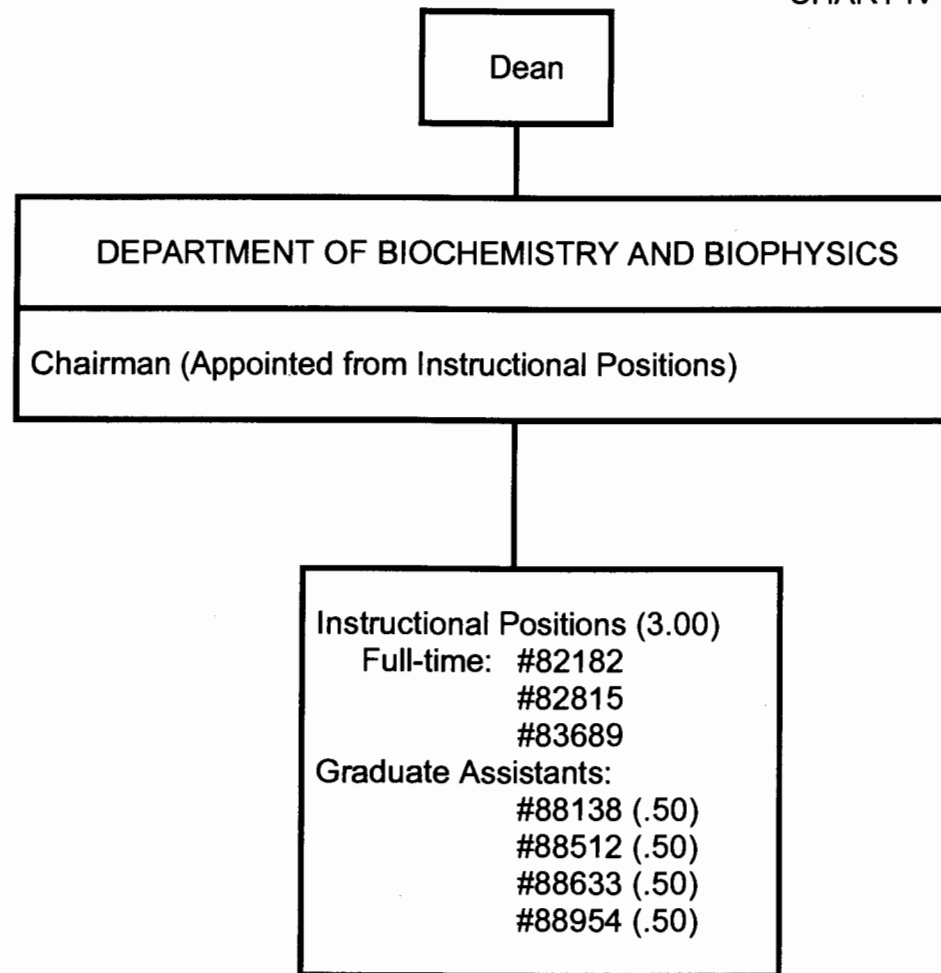 CHART IV
Dean
DEPARTMENT OF BIOCHEMISTRY AND BIOPHYSICS
Chairman (Appointed from Instructional Positions)
Instructional Positions (3.00)
Full-time: #82182
#82815
#83689
Graduate Assistants:
#88138 (.50)
#88512 (.50)
#88633 (.50)
#88954 (.50)